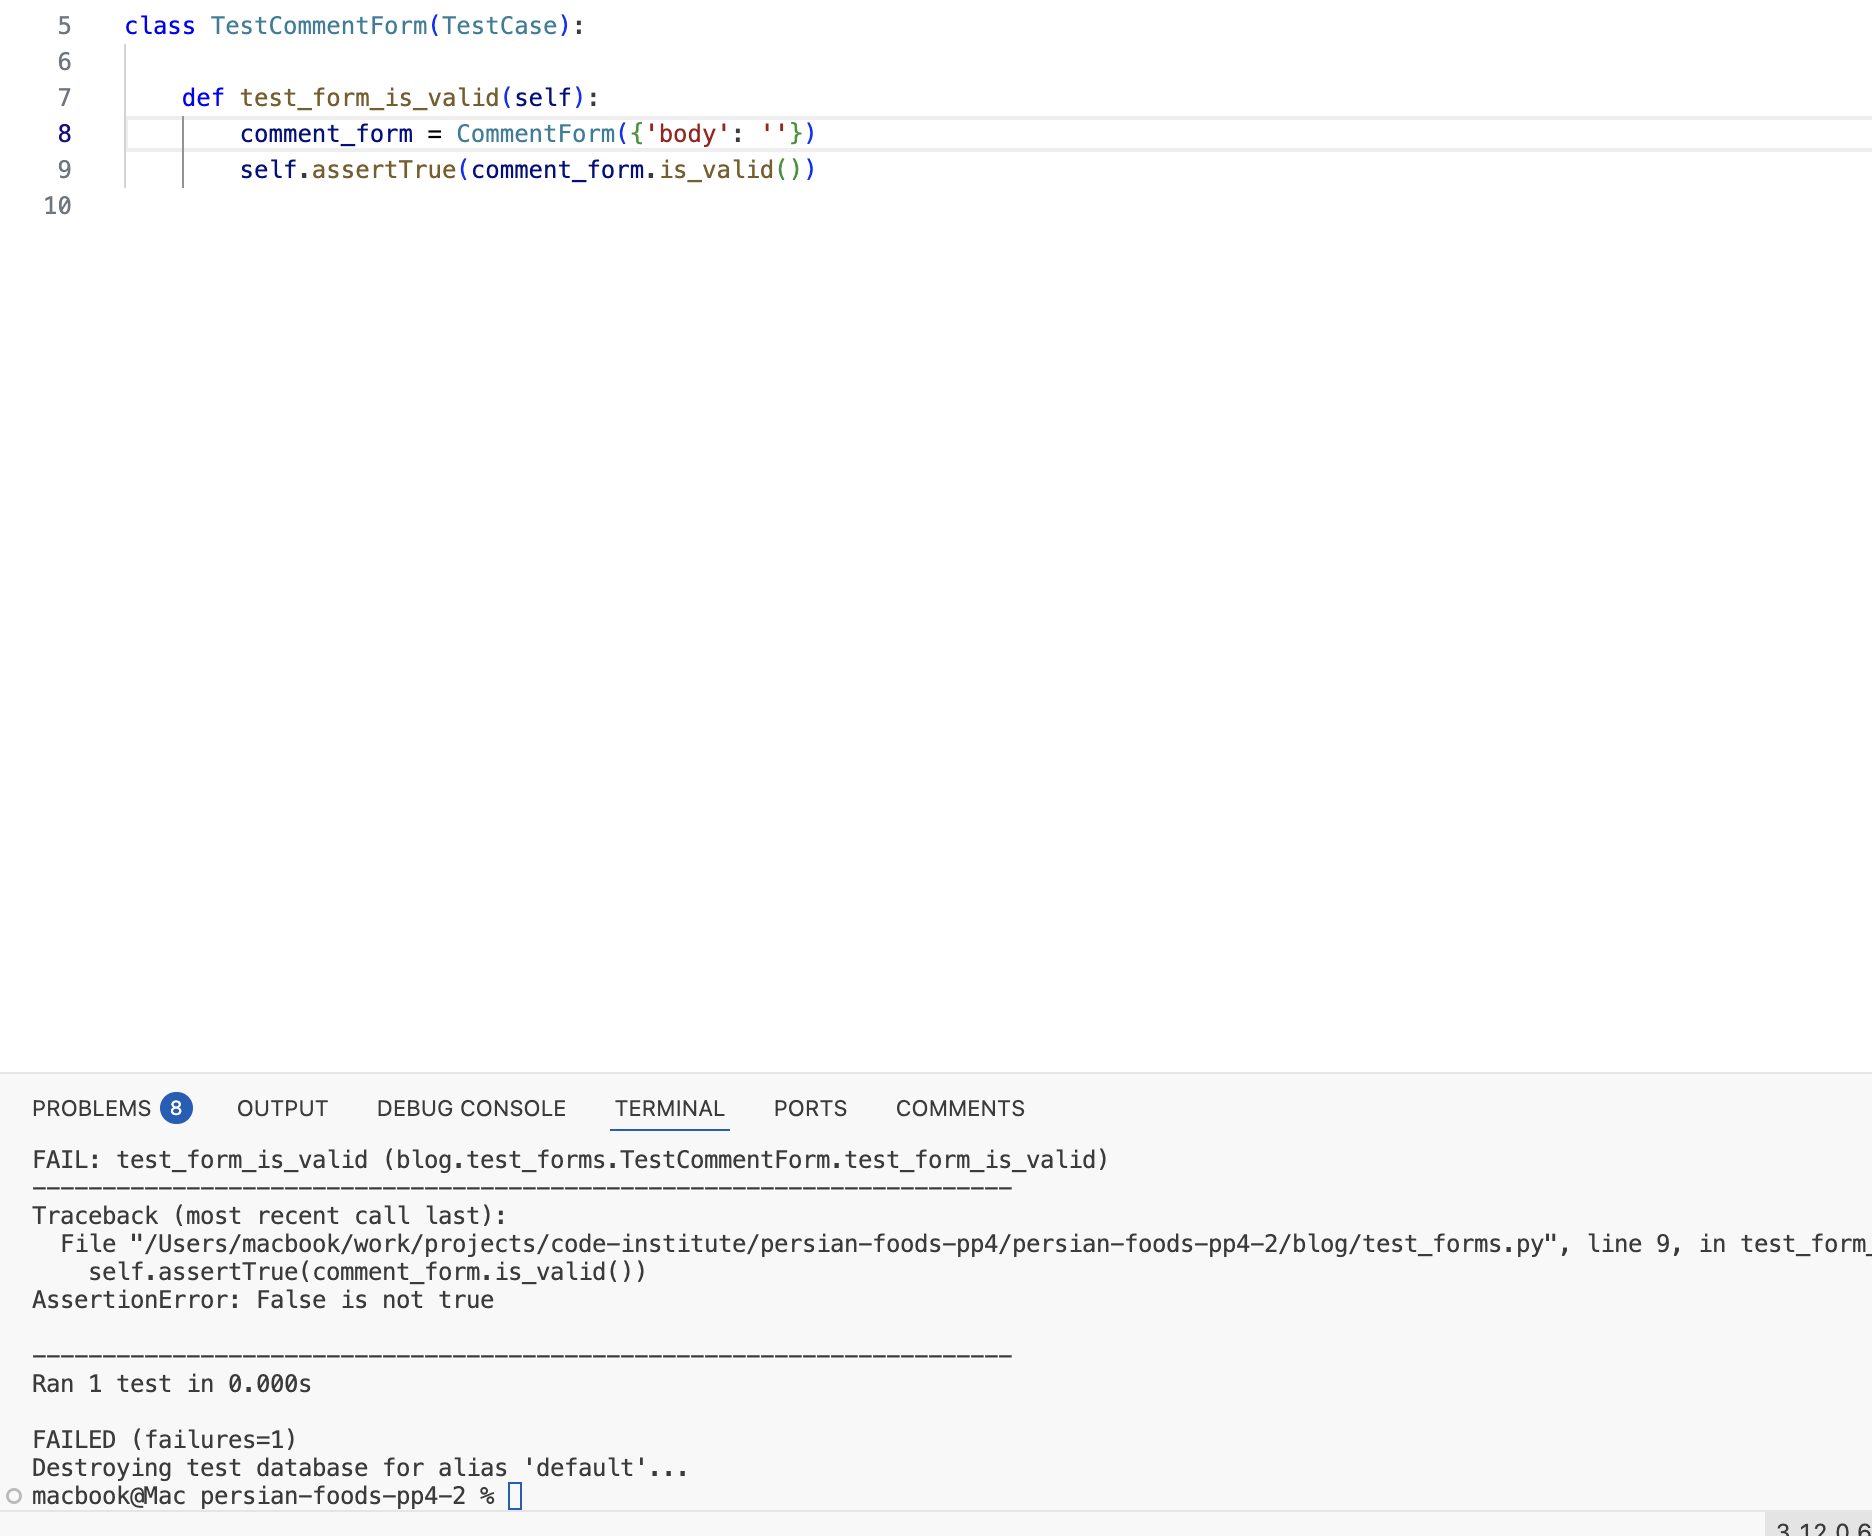 5 class TestCommentForm(TestCase):
6
7 def test_form_is_valid(self):
8 comment_form = CommentForm({'body': ''})
9 self.assertTrue(comment_form.is_valid())
10
PROBLEMS 8 OUTPUT DEBUG CONSOLE TERMINAL PORTS COMMENTS
FAIL: test_form_is_valid (blog.test_forms.TestCommentForm.test_form_is_valid)
----------------------------------------------------------------------
Traceback (most recent call last):
File "/Users/macbook/work/projects/code-institute/persian-foods-pp4/persian-foods-pp4-2/blog/test_forms.py", line 9, in test_form_
self.assertTrue(comment_form.is_valid())
AssertionError: False is not true
----------------------------------------------------------------------
Ran 1 test in 0.000s
FAILED (failures=1)
Destroying test database for alias 'default'...
macbook@Mac persian-foods-pp4-2 %
3.12.0.6